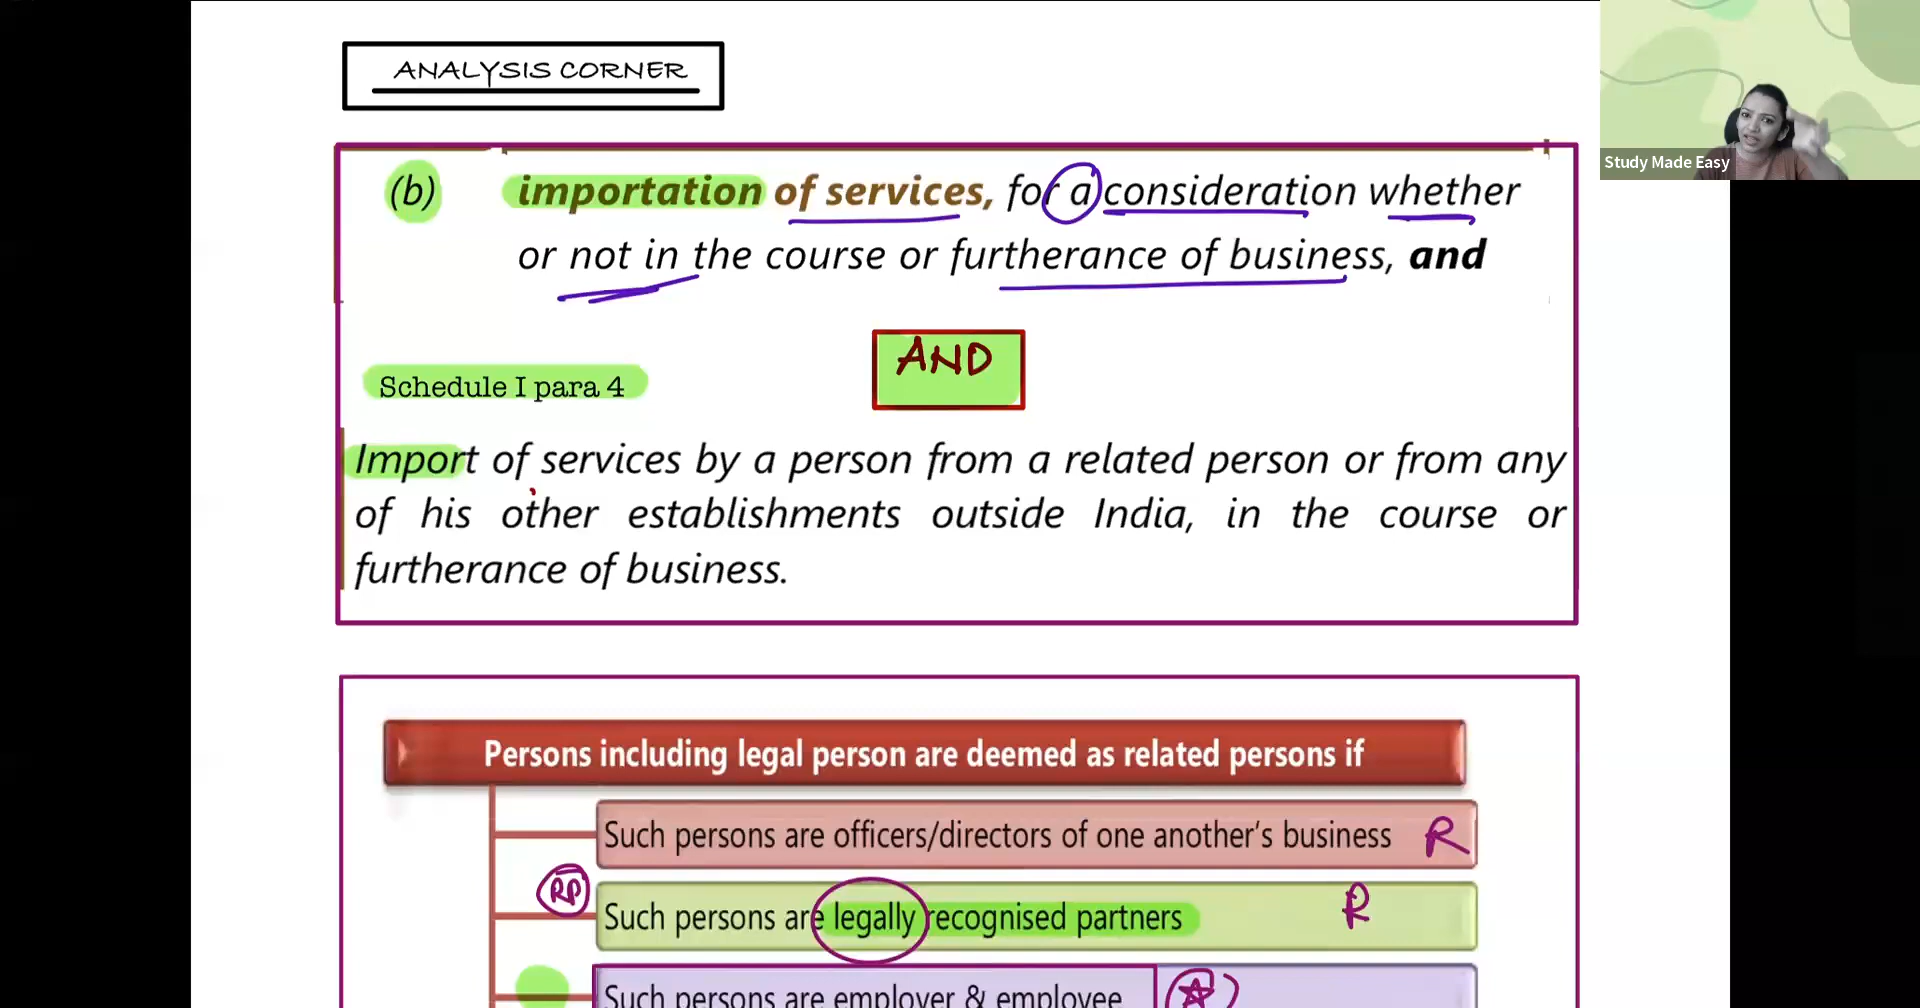 ANALYSIS CORNER
Study Made Easy
(b) importation of services, for a consideration whether
or not in the course or furtherance of business, and
AND
Schedule I para 4
Import of services by a person from a related person or from any
of his other establishments outside India, in the course or
furtherance of business.
Persons including legal person are deemed as related persons if
Such persons are officers/directors of one another's business R
RP
Such persons are legally recognised partners R
Such persons are employer & employee